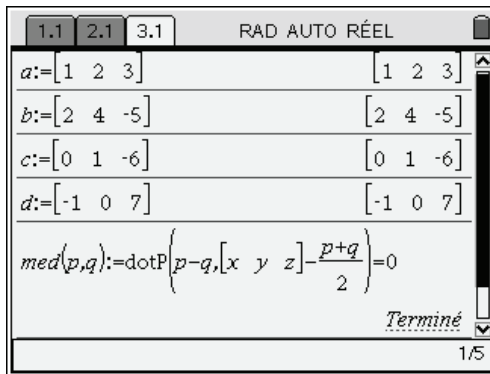 1.1 2.1 3.1 RAD AUTO RÉEL
a:=[1 2 3] [1 2 3]
b:=[2 4 -5] [2 4 -5]
c:=[0 1 -6] [0 1 -6]
d:=[-1 0 7] [-1 0 7]
med(p,q):=dotP(p-q,[x y z]-(p+q)/2)=0
Terminé
1/5